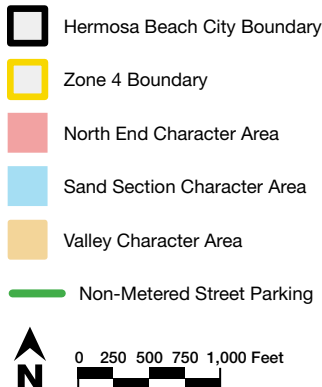 Hermosa Beach City Boundary
Zone 4 Boundary
North End Character Area
Sand Section Character Area
Valley Character Area
Non-Metered Street Parking
N
0 250 500 750 1,000 Feet